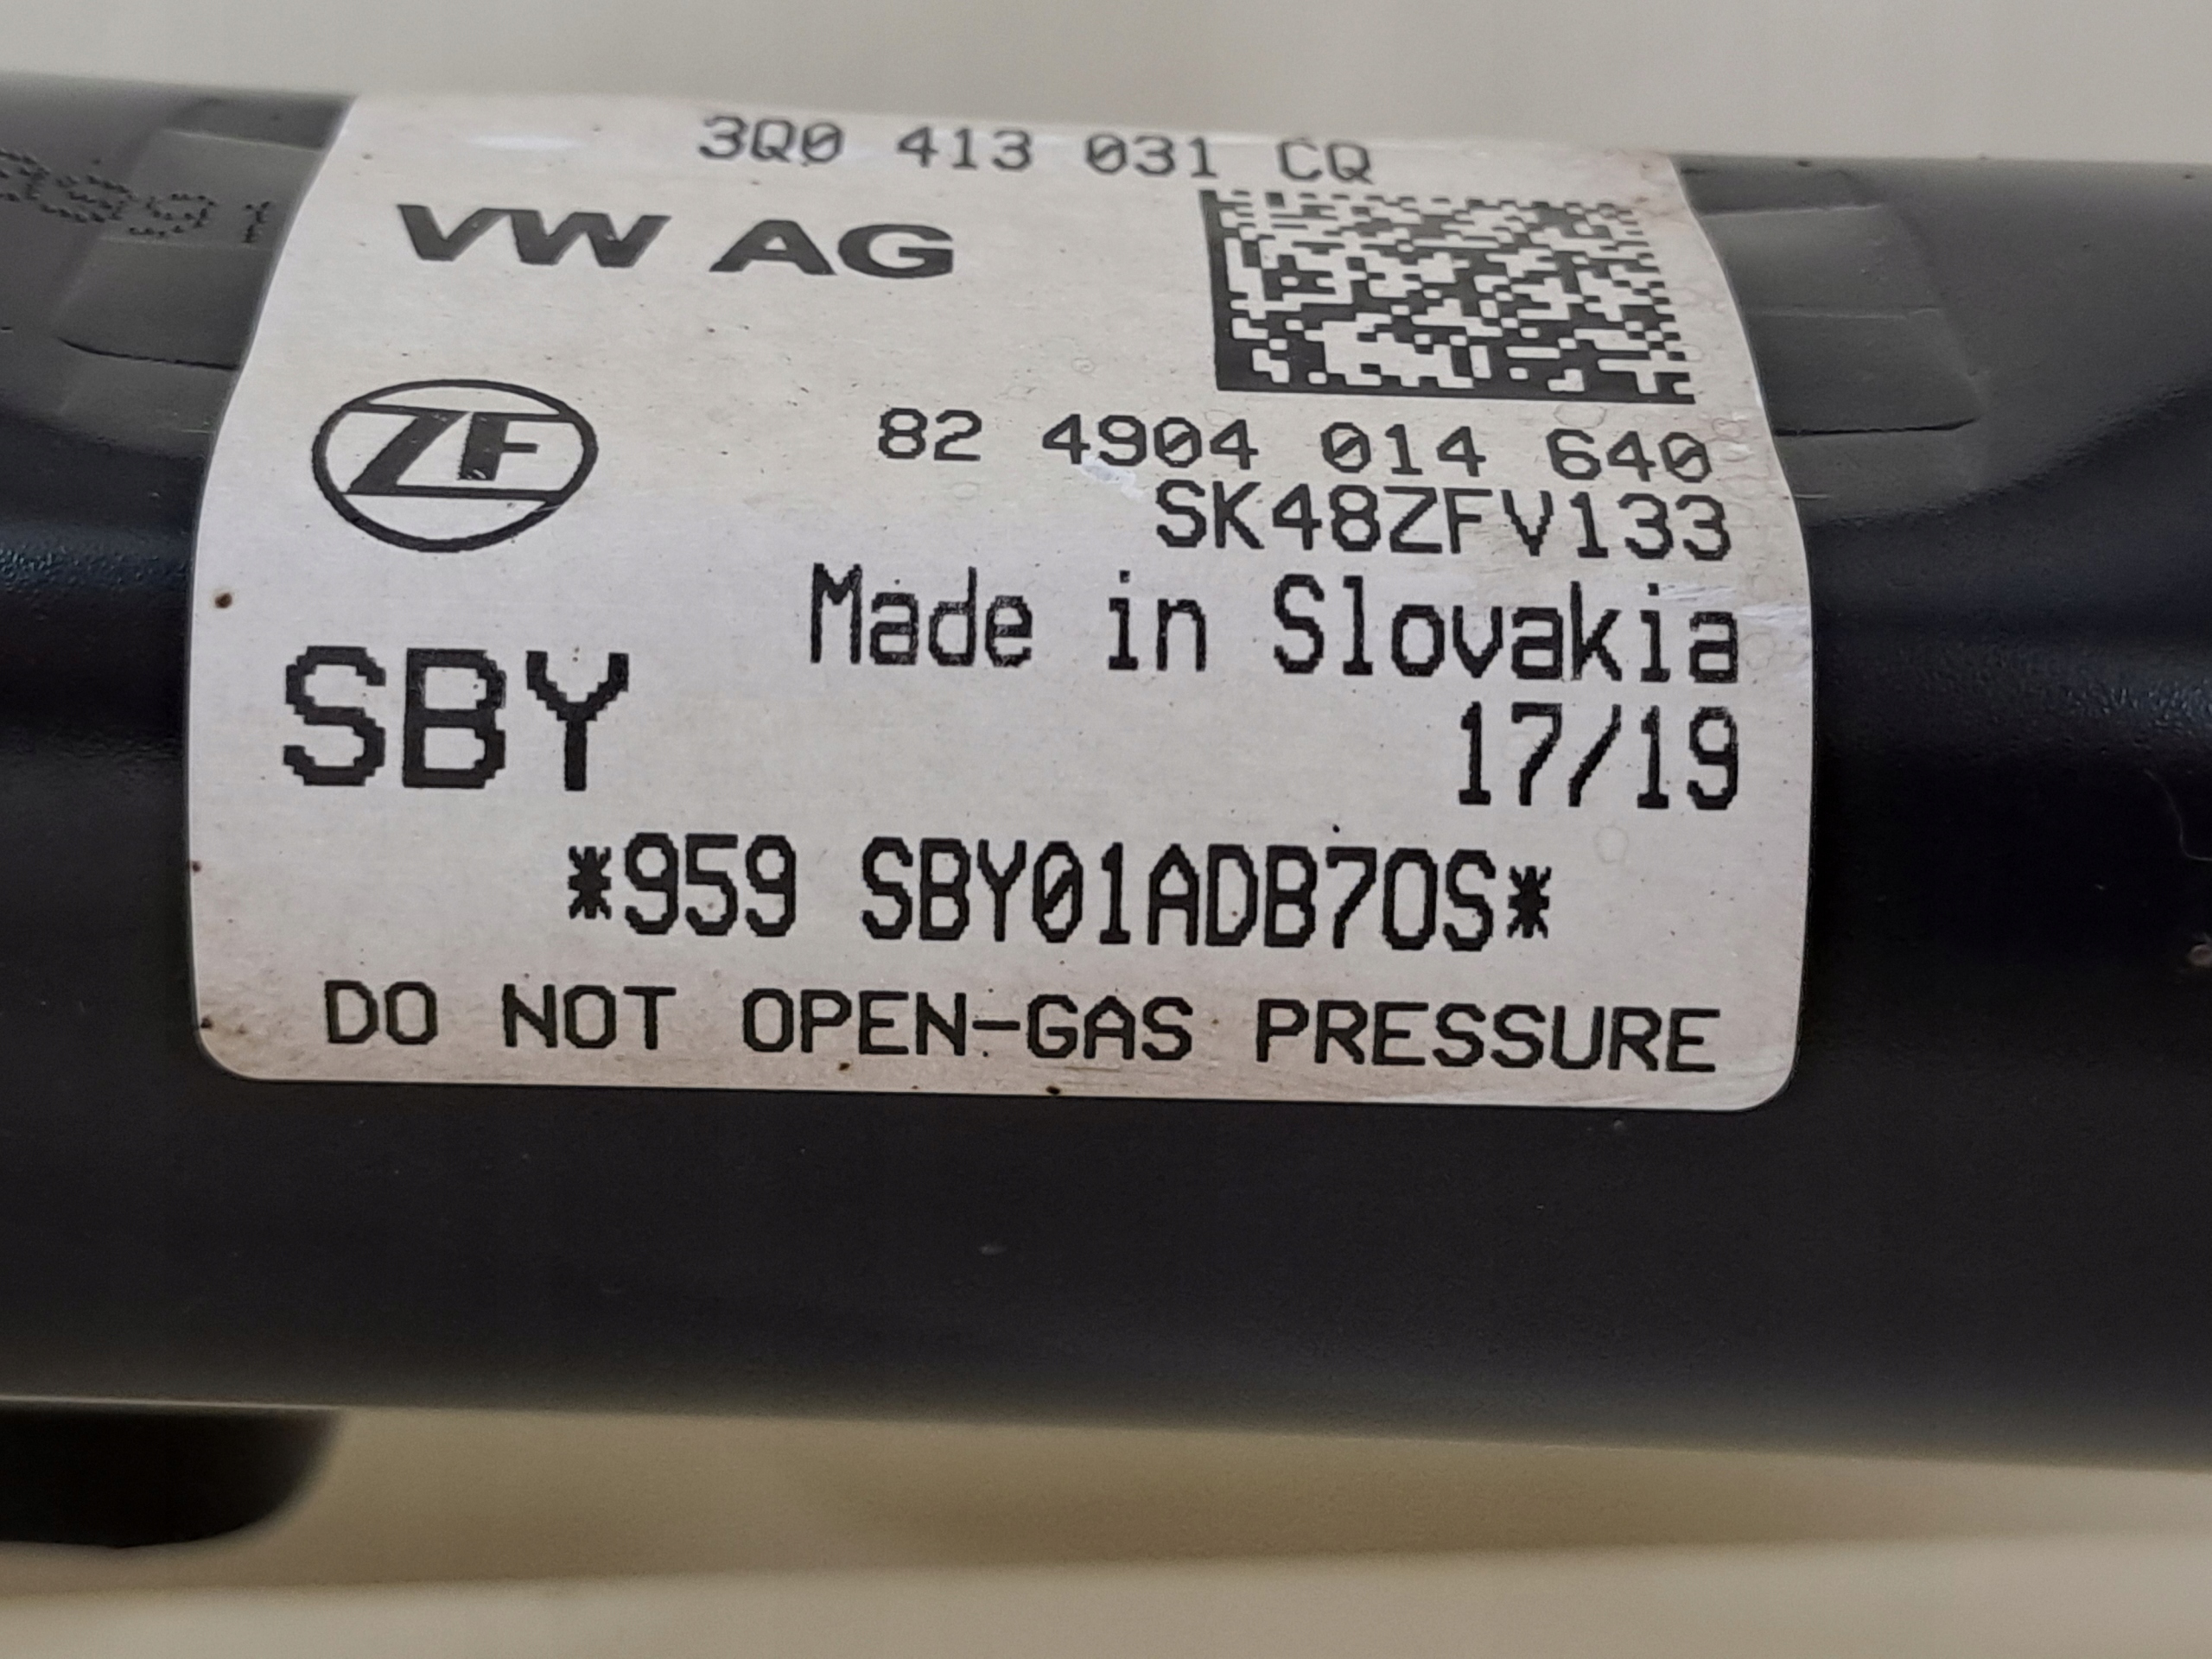 3Q0 413 031 CQ
VW AG
ZF
82 4904 014 640
SK48ZFV133
Made in Slovakia
SBY
17/19
*959 SBY01ADB7OS*
DO NOT OPEN-GAS PRESSURE